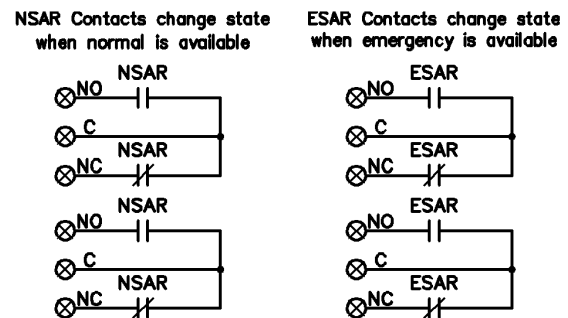 NSAR Contacts change state
when normal is available
NSAR
NO
C
NSAR
NC
NSAR
NO
C
NSAR
NC
ESAR Contacts change state
when emergency is available
ESAR
NO
C
ESAR
NC
ESAR
NO
C
ESAR
NC